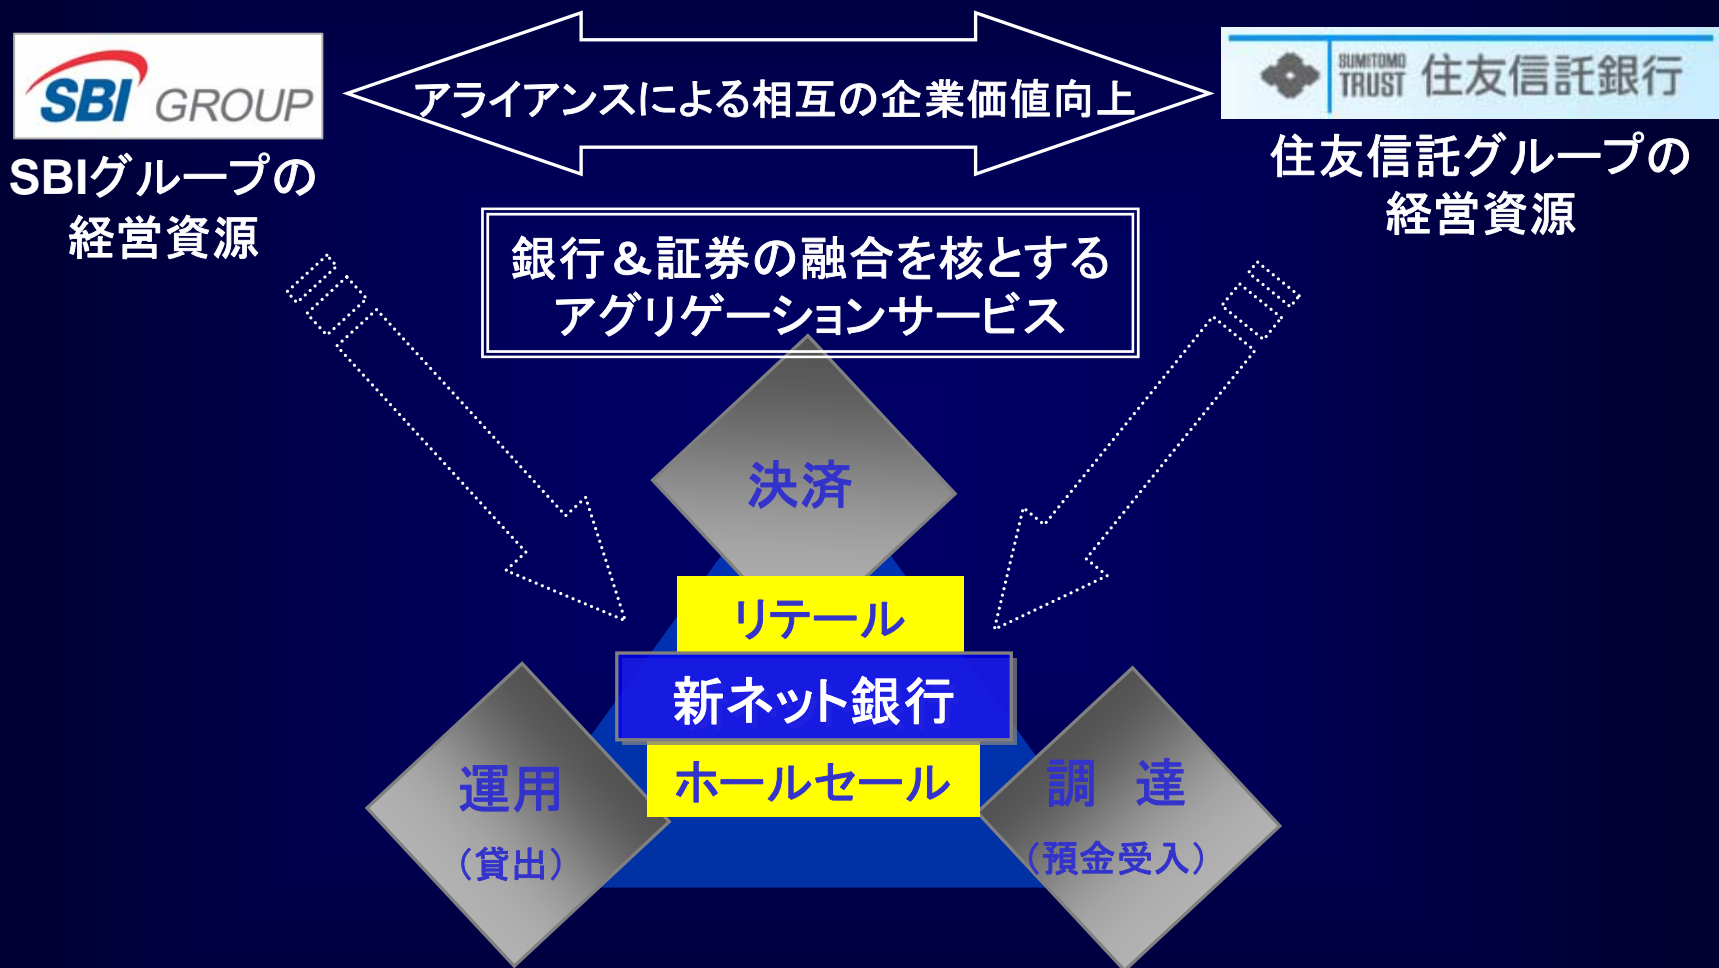 SBI GROUP
アライアンスによる相互の企業価値向上
SUMITOMO
TRUST
住友信託銀行
SBIグループの
経営資源
住友信託グループの
経営資源
銀行＆証券の融合を核とする
アグリゲーションサービス
決済
リテール
新ネット銀行
ホールセール
運用
（貸出）
調　達
（預金受入）